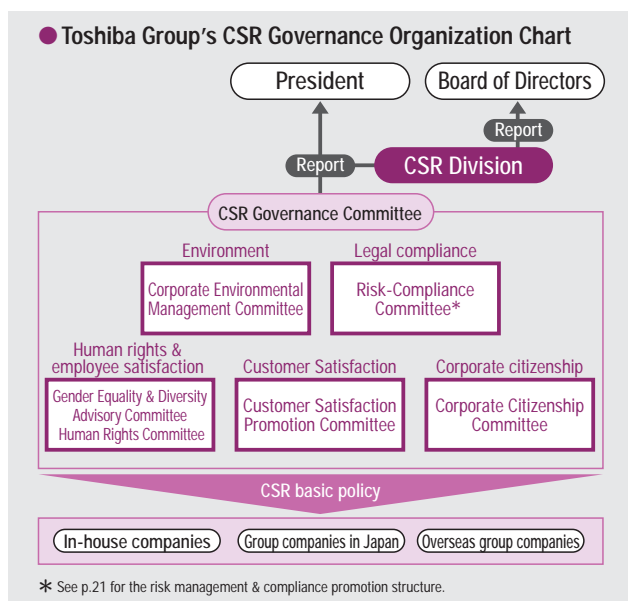 ● Toshiba Group's CSR Governance Organization Chart
President
Board of Directors
Report
Report
CSR Division
CSR Governance Committee
Environment
Corporate Environmental
Management Committee
Legal compliance
Risk-Compliance
Committee*
Human rights &
employee satisfaction
Gender Equality & Diversity
Advisory Committee
Human Rights Committee
Customer Satisfaction
Customer Satisfaction
Promotion Committee
Corporate citizenship
Corporate Citizenship
Committee
CSR basic policy
In-house companies
Group companies in Japan
Overseas group companies
* See p.21 for the risk management & compliance promotion structure.